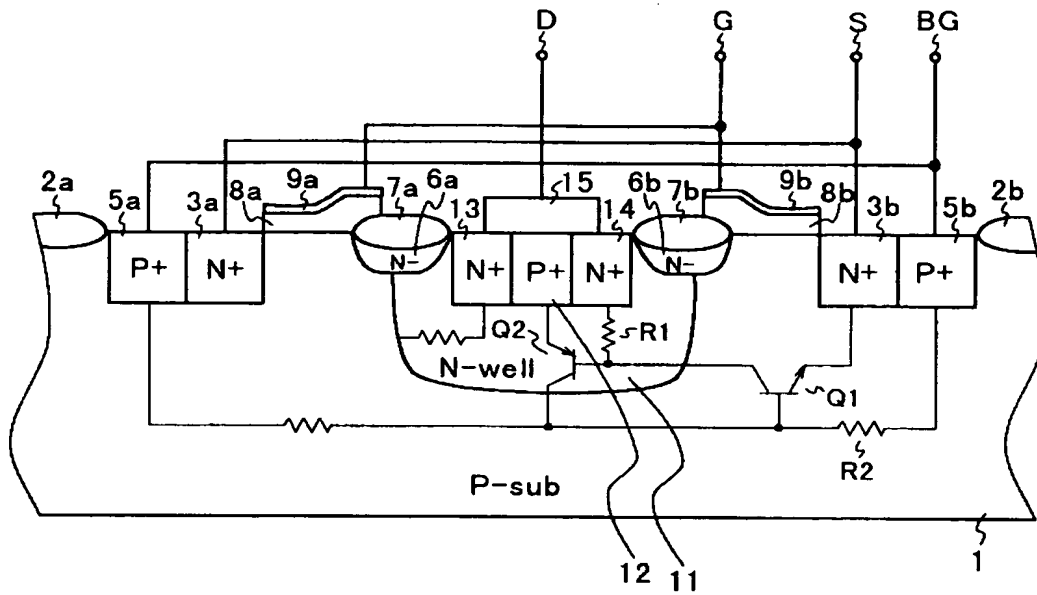 D G S BG
2a 5a 3a 8a 9a 7a 6a 13 15 14 6b 7b 9b 8b 3b 5b 2b
P+ N+ N- N+ P+ N+ N- N+ P+
Q2 R1
N-well
Q1
R2
P-sub
12 11 1